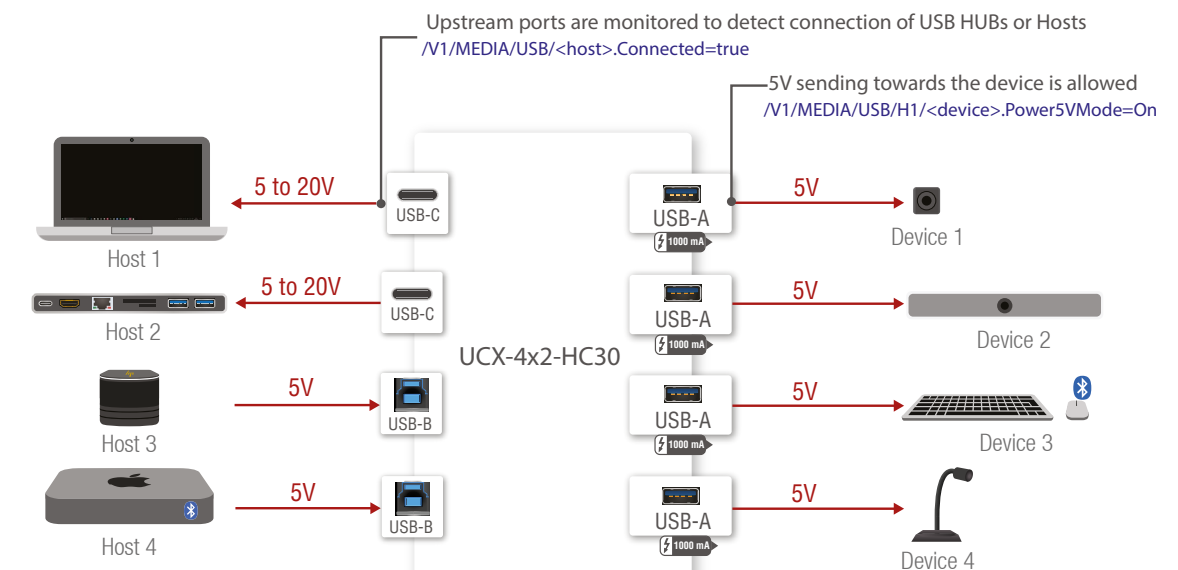 Upstream ports are monitored to detect connection of USB HUBs or Hosts
/V1/MEDIA/USB/<host>.Connected=true
5V sending towards the device is allowed
/V1/MEDIA/USB/H1/<device>.Power5VMode=On
5 to 20V
USB-C
Host 1
USB-A
1000 mA
5V
Device 1
5 to 20V
USB-C
Host 2
USB-A
1000 mA
5V
Device 2
UCX-4x2-HC30
5V
USB-B
Host 3
USB-A
1000 mA
5V
Device 3
5V
USB-B
Host 4
USB-A
1000 mA
5V
Device 4